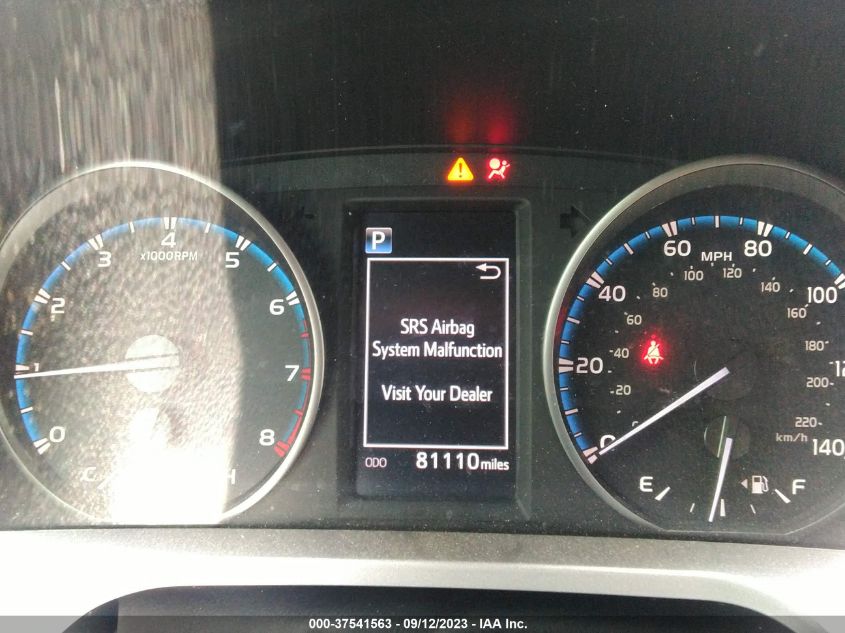 0 1 2 3 4 5 6 7 8
x1000RPM
C H
P
SRS Airbag
System Malfunction
Visit Your Dealer
ODO 81110 miles
0 20 40 60 80 100 140
MPH
20 40 60 80 100 120 140 160 180 200 220
km/h
E F
000-37541563 - 09/12/2023 - IAA Inc.